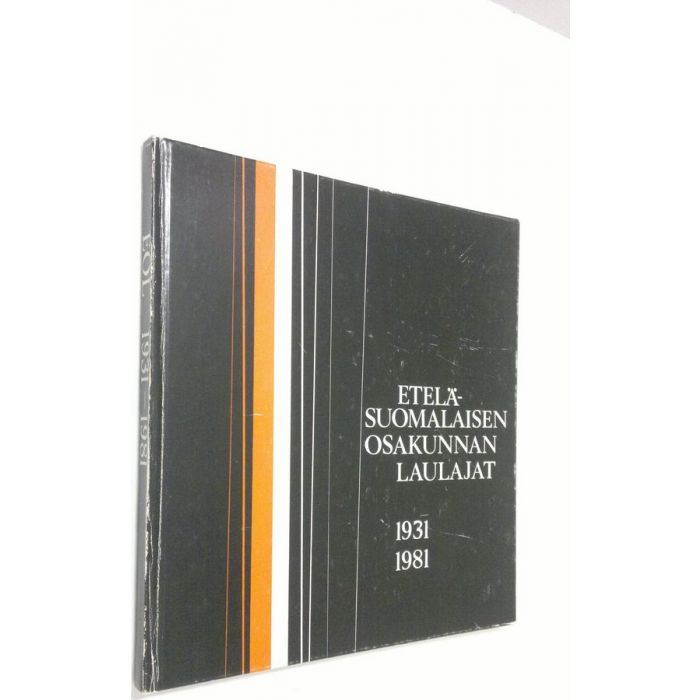 EOL 1931-1981
ETELÄ-
SUOMALAISEN
OSAKUNNAN
LAULAJAT
1931
1981